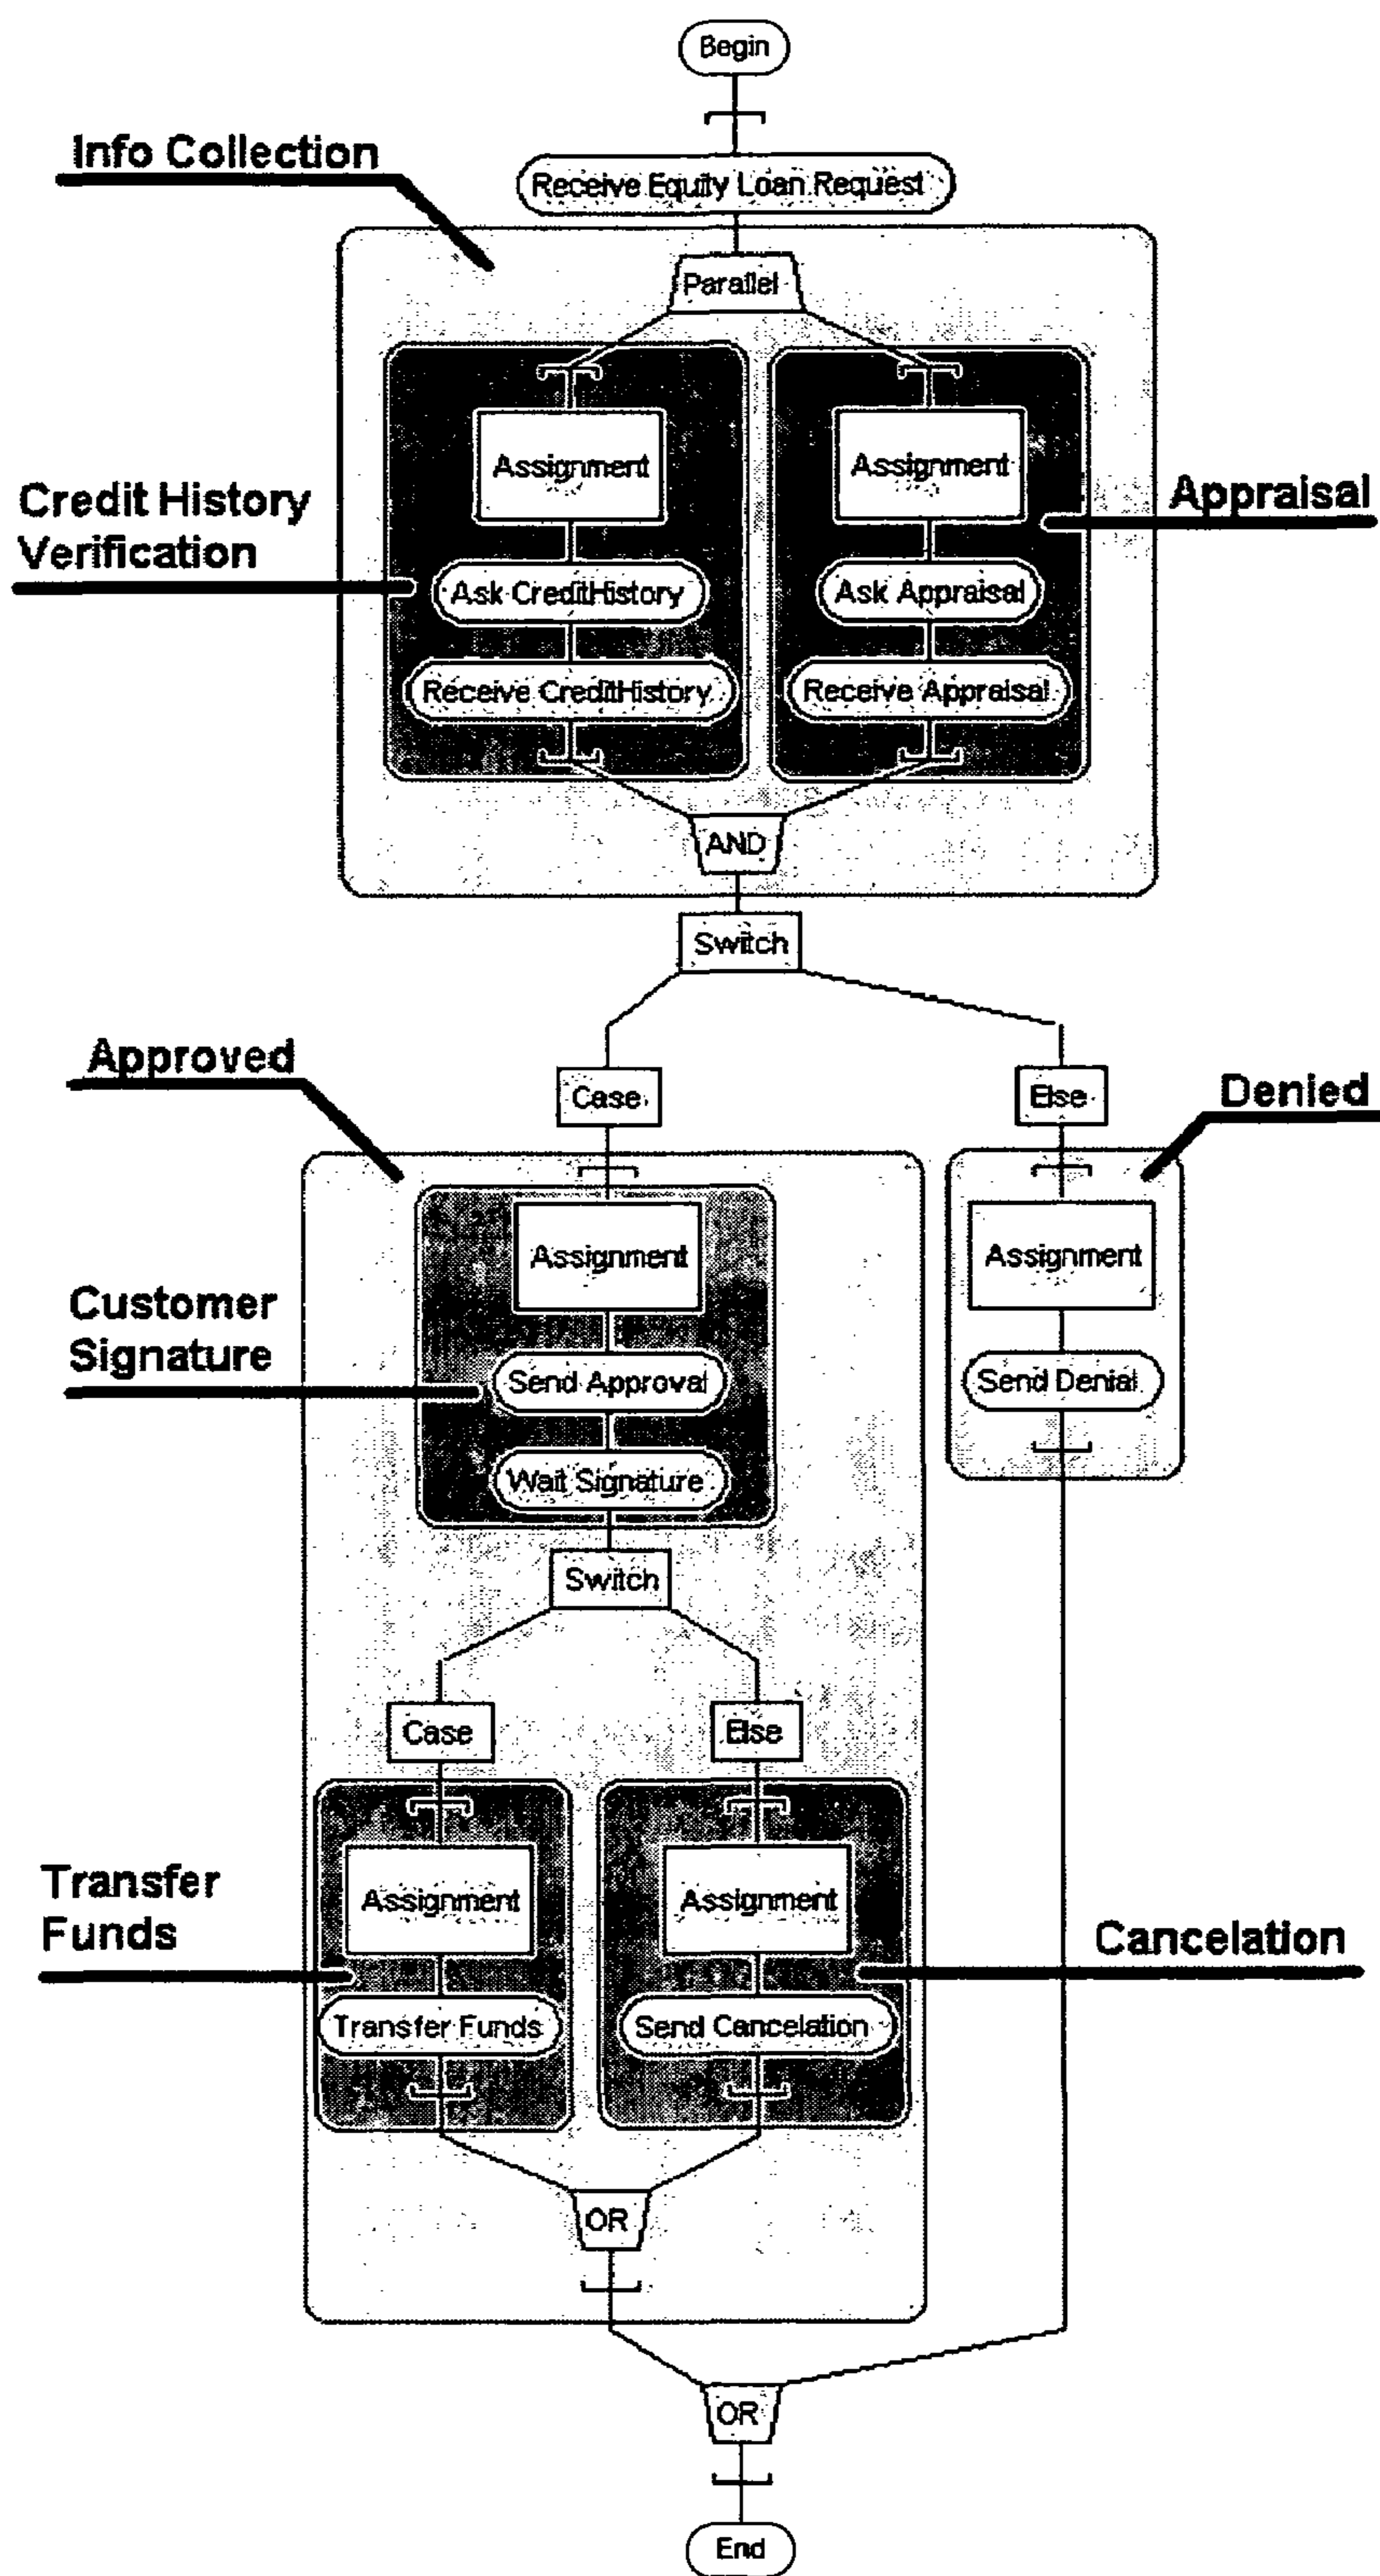 Begin
Info Collection
Receive Equity Loan Request
Parallel
Assignment
Assignment
Credit History
Verification
Appraisal
Ask CreditHistory
Ask Appraisal
Receive CreditHistory
Receive Appraisal
AND
Switch
Approved
Case
Else
Denied
Assignment
Assignment
Customer
Signature
Send Approval
Send Denial
Wait Signature
Switch
Case
Else
Transfer
Funds
Assignment
Assignment
Cancelation
Transfer Funds
Send Cancelation
OR
OR
End